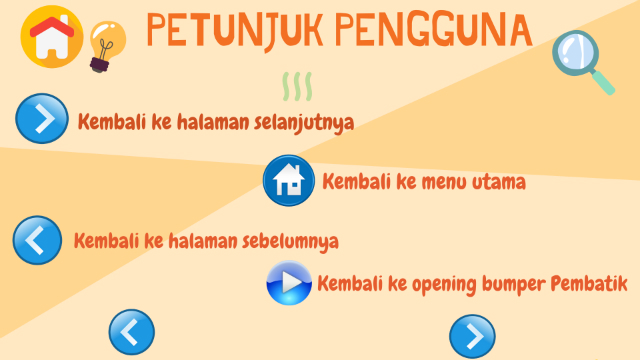 PETUNJUK PENGGUNA
Kembali ke halaman selanjutnya
Kembali ke menu utama
Kembali ke halaman sebelumnya
Kembali ke opening bumper Pembatik